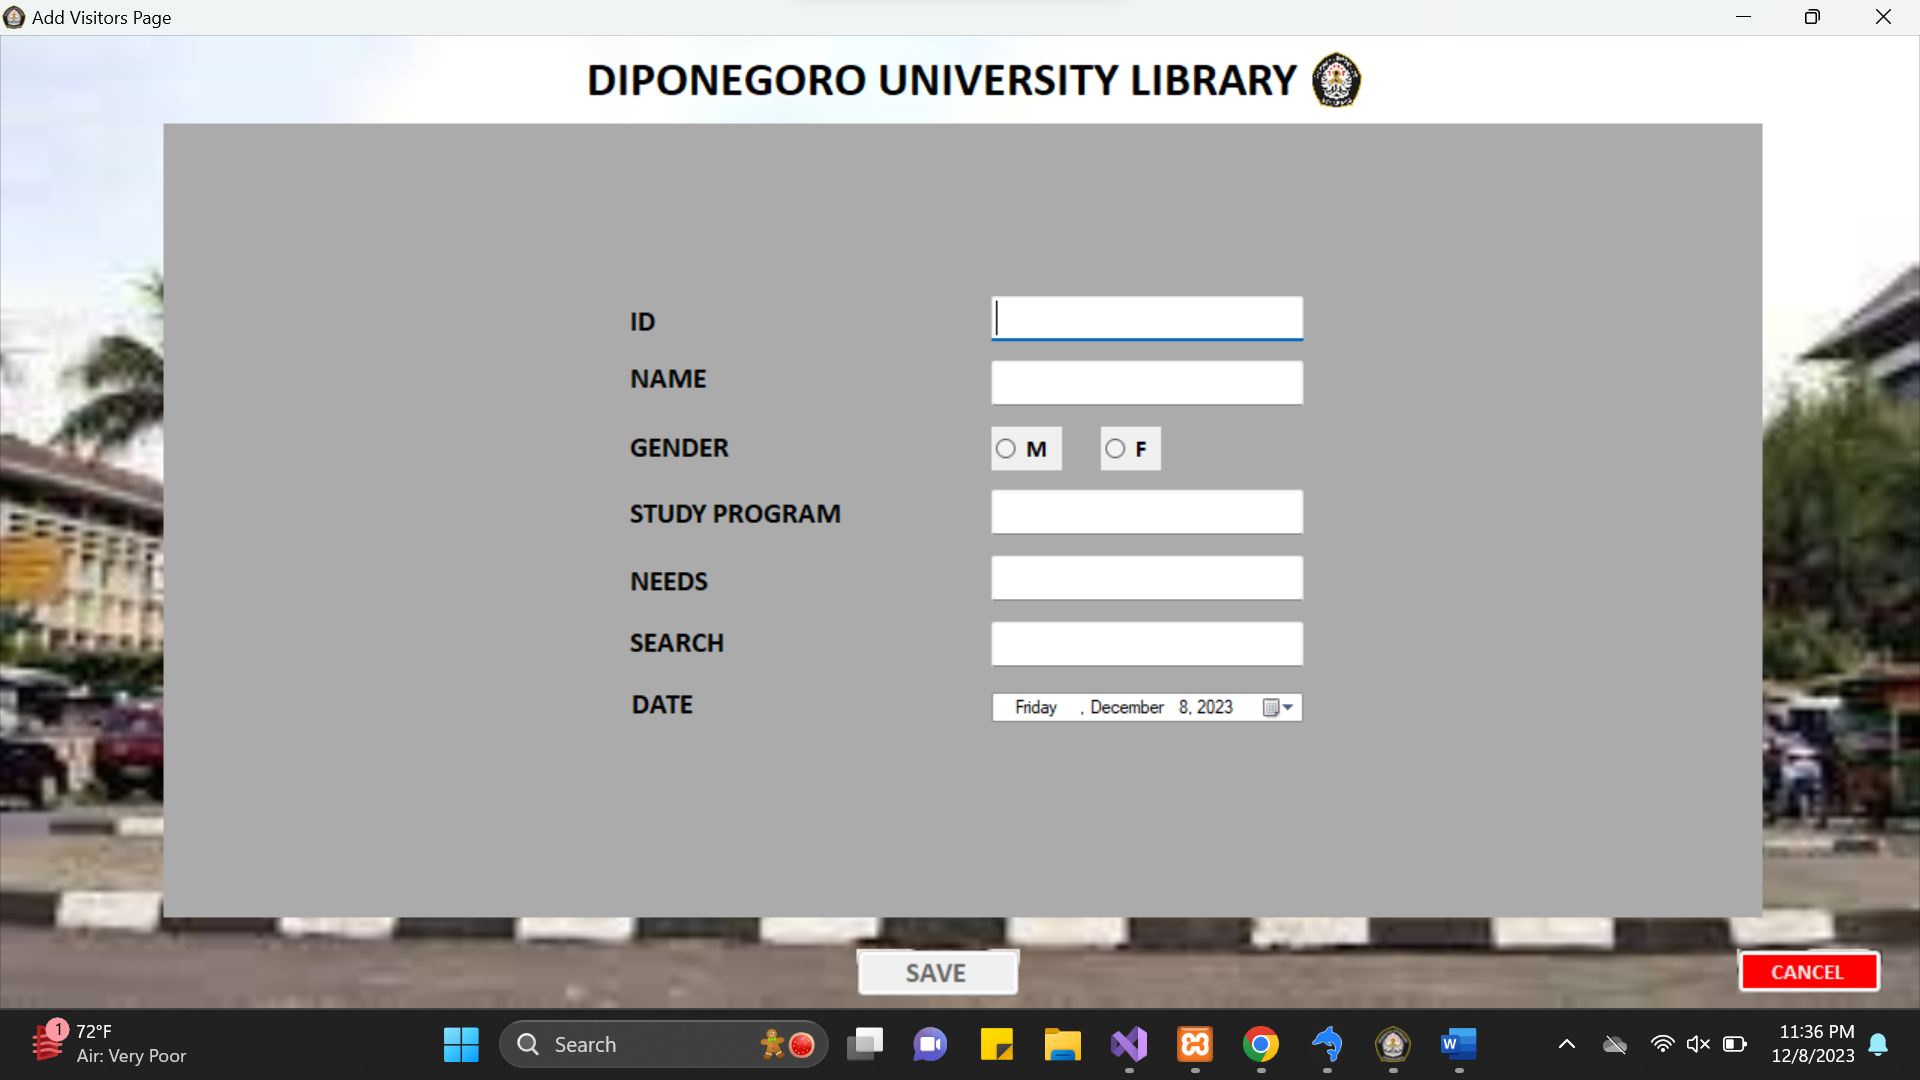 Add Visitors Page
DIPONEGORO UNIVERSITY LIBRARY
ID
NAME
GENDER M F
STUDY PROGRAM
NEEDS
SEARCH
DATE Friday , December 8, 2023
SAVE
CANCEL
1
72°F
Air: Very Poor
Search
W
11:36 PM
12/8/2023